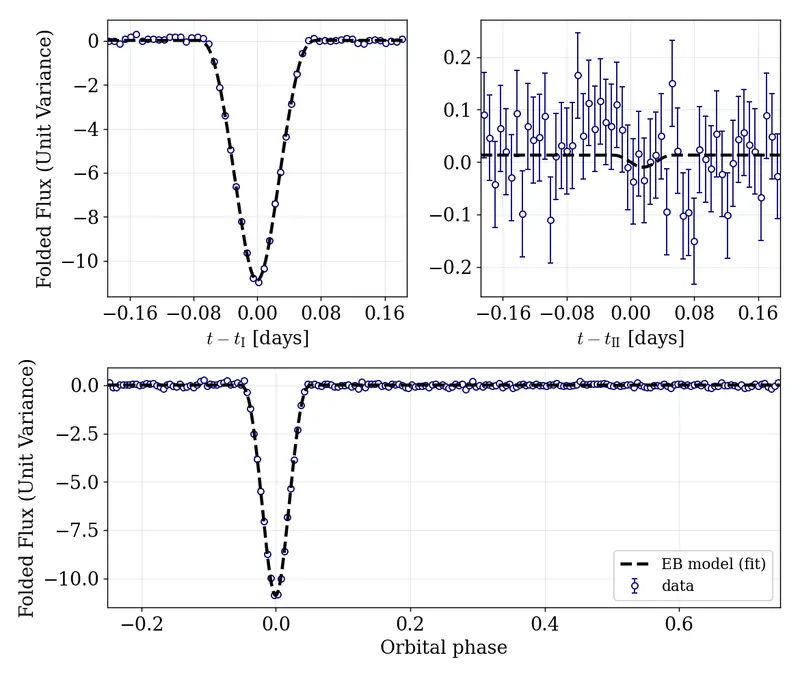 Folded Flux (Unit Variance)
0
−2
−4
−6
−8
−10
−0.16 −0.08 0.00 0.08 0.16
t − tI [days]
0.2
0.1
0.0
−0.1
−0.2
−0.16 −0.08 0.00 0.08 0.16
t − tII [days]
Folded Flux (Unit Variance)
0.0
−2.5
−5.0
−7.5
−10.0
−0.2 0.0 0.2 0.4 0.6
Orbital phase
EB model (fit)
data